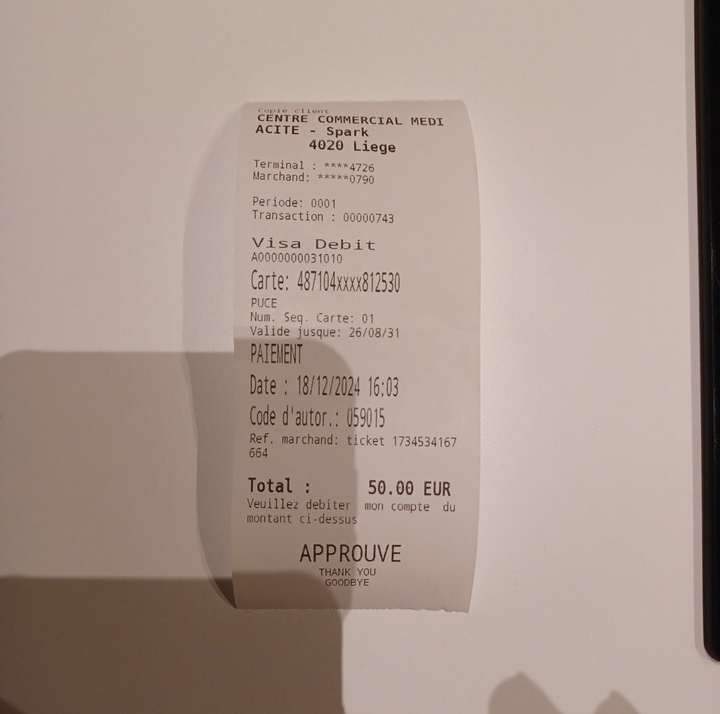 Copie client
CENTRE COMMERCIAL MEDI
ACITE - Spark
4020 Liege
Terminal : ****4726
Marchand: *****0790
Periode: 0001
Transaction : 00000743
Visa Debit
A0000000031010
Carte: 487104xxxx812530
PUCE
Num. Seq. Carte: 01
Valide jusque: 26/08/31
PAIEMENT
Date : 18/12/2024 16:03
Code d'autor.: 059015
Ref. marchand: ticket 1734534167
664
Total : 50.00 EUR
Veuillez debiter mon compte du
montant ci-dessus
APPROUVE
THANK YOU
GOODBYE